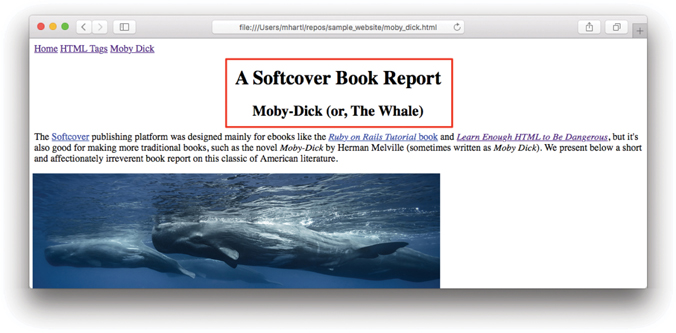 file:///Users/mhartl/repos/sample_website/moby_dick.html
Home HTML Tags Moby Dick
A Softcover Book Report
Moby-Dick (or, The Whale)
The Softcover publishing platform was designed mainly for ebooks like the Ruby on Rails Tutorial book and Learn Enough HTML to Be Dangerous, but it's
also good for making more traditional books, such as the novel Moby-Dick by Herman Melville (sometimes written as Moby Dick). We present below a short
and affectionately irreverent book report on this classic of American literature.